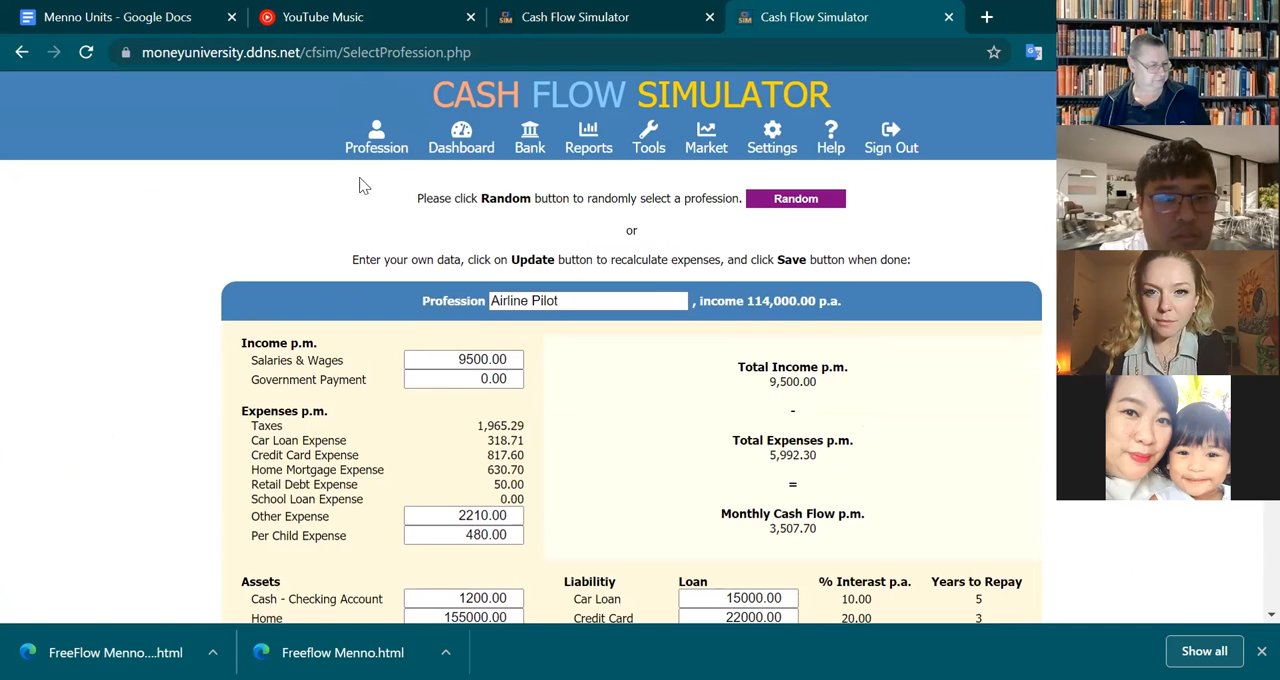 Menno Units - Google Docs
YouTube Music
Cash Flow Simulator
Cash Flow Simulator
moneyuniversity.ddns.net/cfsim/SelectProfession.php
CASH FLOW SIMULATOR
Profession Dashboard Bank Reports Tools Market Settings Help Sign Out
Please click Random button to randomly select a profession. Random
or
Enter your own data, click on Update button to recalculate expenses, and click Save button when done:
Profession Airline Pilot , income 114,000.00 p.a.
Income p.m.
Salaries & Wages 9500.00
Government Payment 0.00
Expenses p.m.
Taxes 1,965.29
Car Loan Expense 318.71
Credit Card Expense 817.60
Home Mortgage Expense 630.70
Retail Debt Expense 50.00
School Loan Expense 0.00
Other Expense 2210.00
Per Child Expense 480.00
Total Income p.m.
9,500.00
-
Total Expenses p.m.
5,992.30
=
Monthly Cash Flow p.m.
3,507.70
Assets Liabilitiy Loan % Interest p.a. Years to Repay
Cash - Checking Account 1200.00 Car Loan 15000.00 10.00 5
Home 155000.00 Credit Card 22000.00 20.00 3
FreeFlow Menno....html
Freeflow Menno.html
Show all